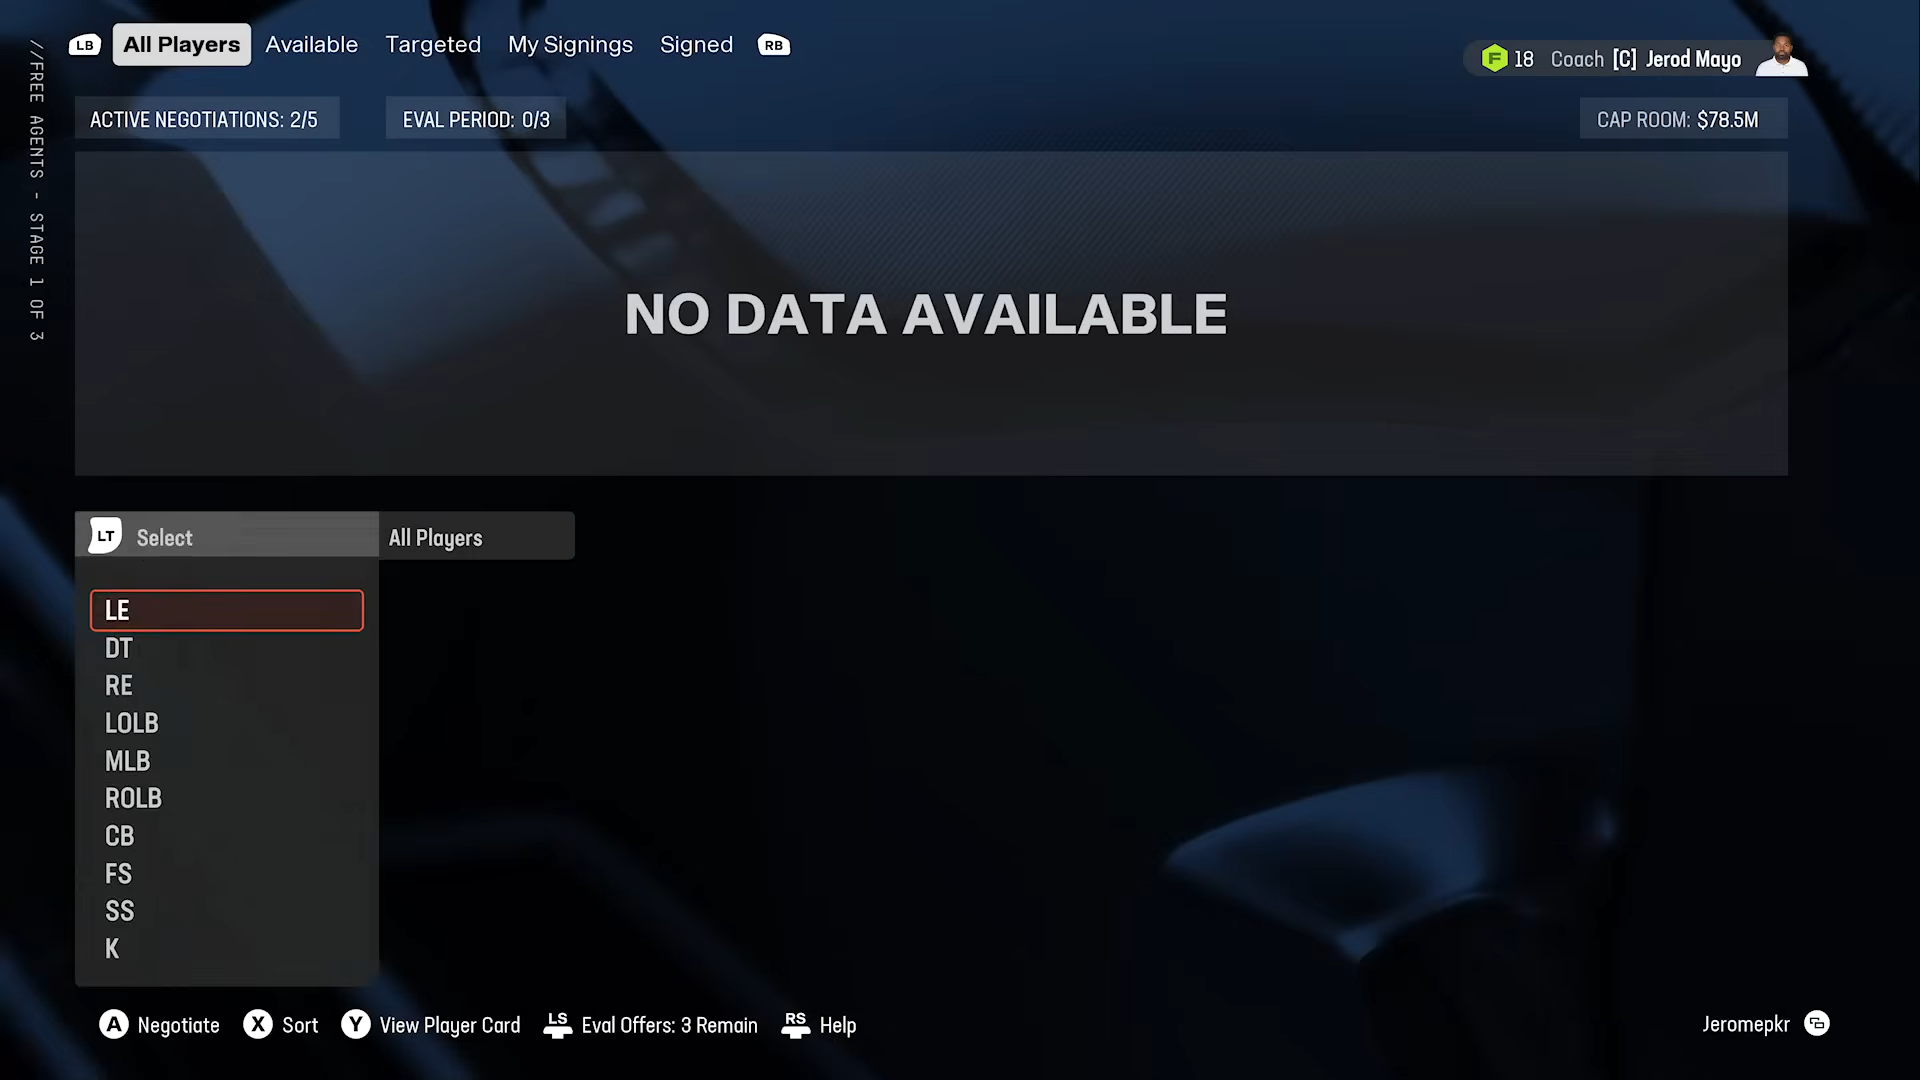 LB All Players Available Targeted My Signings Signed RB
F 18 Coach [C] Jerod Mayo
//FREE AGENTS - STAGE 1 OF 3
ACTIVE NEGOTIATIONS: 2/5 EVAL PERIOD: 0/3 CAP ROOM: $78.5M
NO DATA AVAILABLE
LT Select All Players
LE
DT
RE
LOLB
MLB
ROLB
CB
FS
SS
K
A Negotiate X Sort Y View Player Card LS Eval Offers: 3 Remain RS Help Jeromepkr